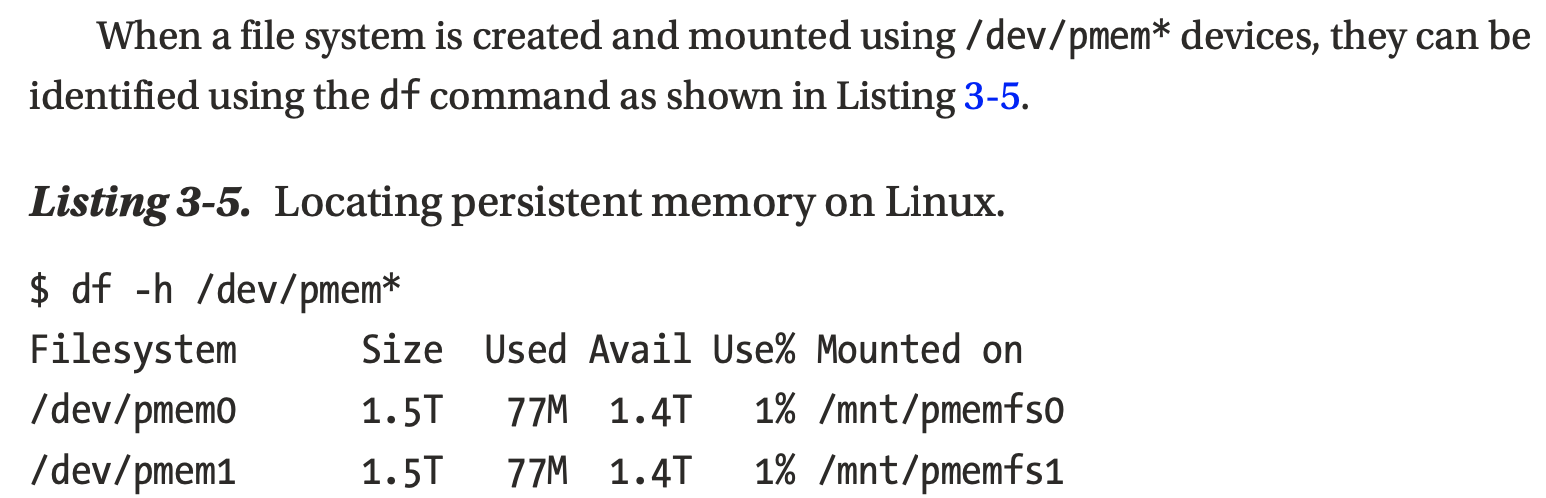 When a file system is created and mounted using /dev/pmem* devices, they can be
identified using the df command as shown in Listing 3-5.
Listing 3-5. Locating persistent memory on Linux.
$ df -h /dev/pmem*
Filesystem      Size  Used Avail Use% Mounted on
/dev/pmem0      1.5T   77M  1.4T   1% /mnt/pmemfs0
/dev/pmem1      1.5T   77M  1.4T   1% /mnt/pmemfs1